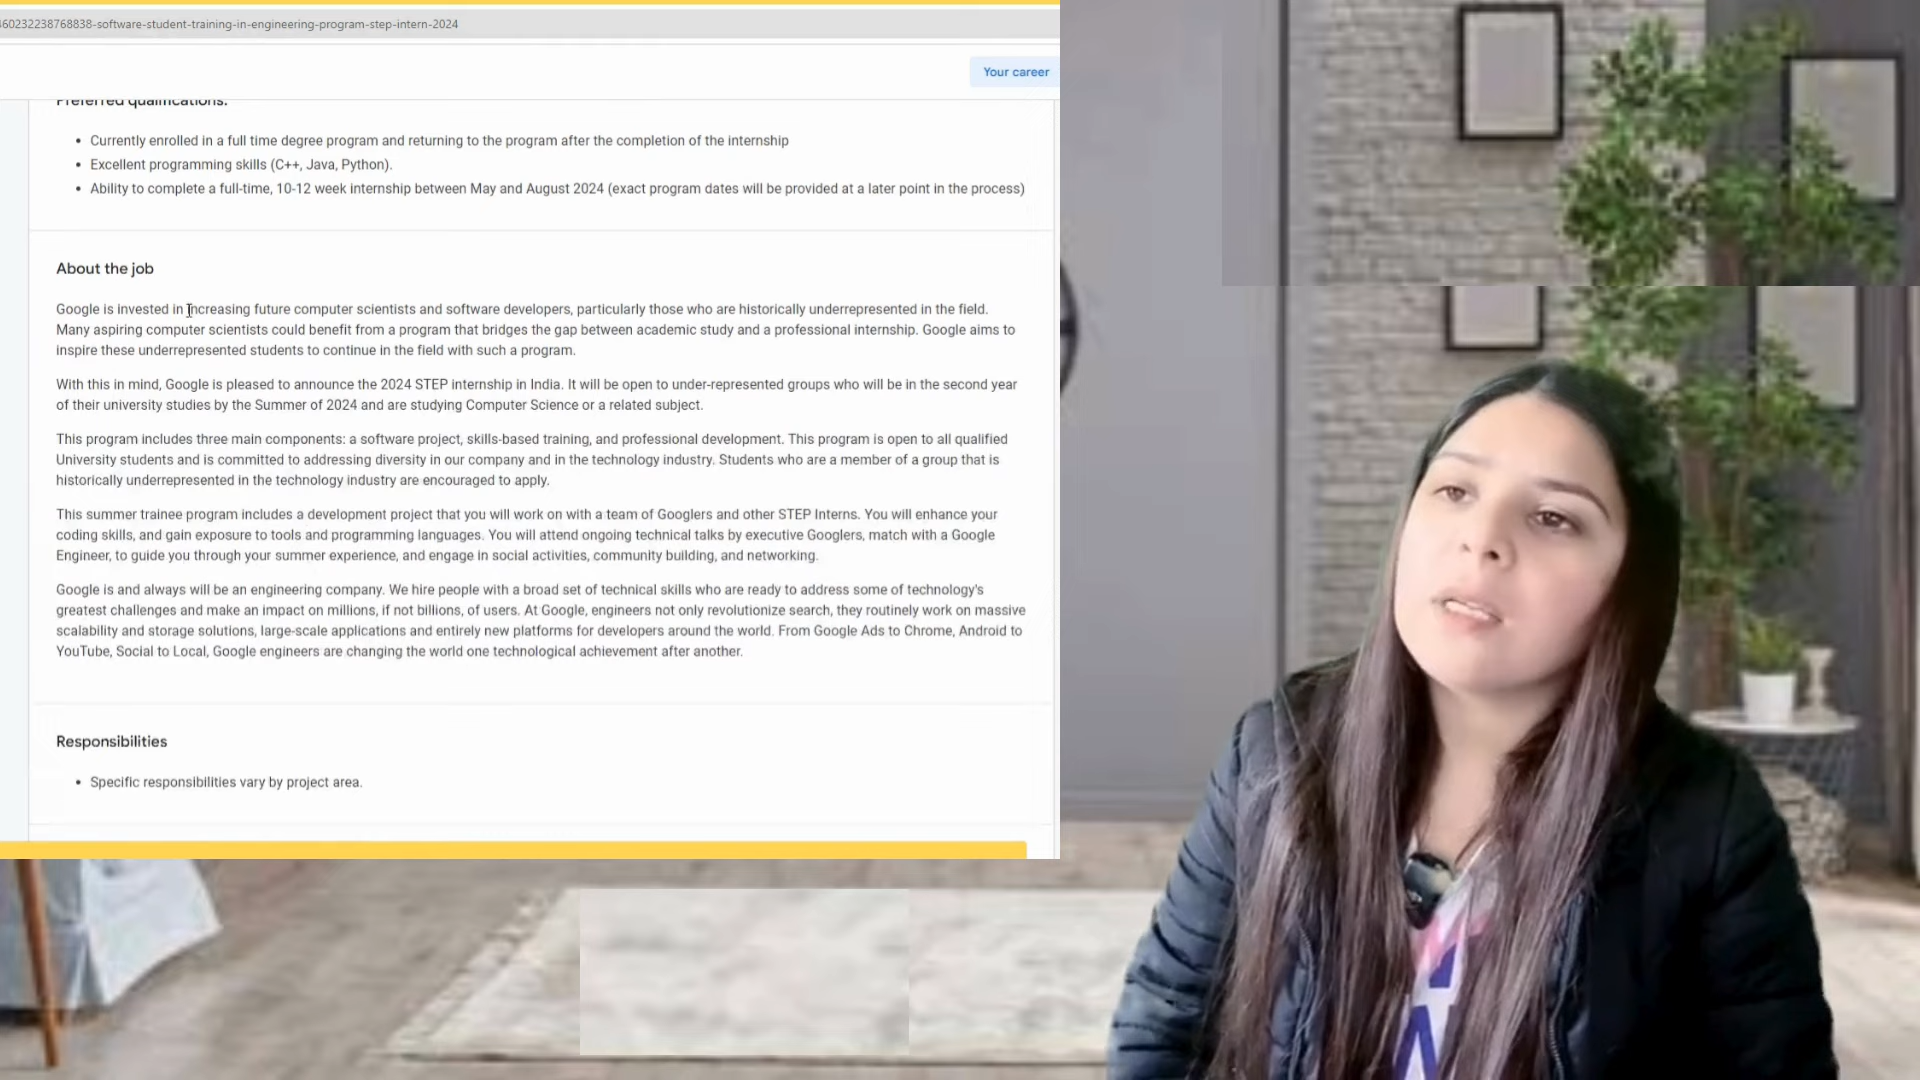 460232238768838-software-student-training-in-engineering-program-step-intern-2024
Your career
Preferred qualifications:
• Currently enrolled in a full time degree program and returning to the program after the completion of the internship
• Excellent programming skills (C++, Java, Python).
• Ability to complete a full-time, 10-12 week internship between May and August 2024 (exact program dates will be provided at a later point in the process)
About the job
Google is invested in increasing future computer scientists and software developers, particularly those who are historically underrepresented in the field.
Many aspiring computer scientists could benefit from a program that bridges the gap between academic study and a professional internship. Google aims to
inspire these underrepresented students to continue in the field with such a program.
With this in mind, Google is pleased to announce the 2024 STEP internship in India. It will be open to under-represented groups who will be in the second year
of their university studies by the Summer of 2024 and are studying Computer Science or a related subject.
This program includes three main components: a software project, skills-based training, and professional development. This program is open to all qualified
University students and is committed to addressing diversity in our company and in the technology industry. Students who are a member of a group that is
historically underrepresented in the technology industry are encouraged to apply.
This summer trainee program includes a development project that you will work on with a team of Googlers and other STEP Interns. You will enhance your
coding skills, and gain exposure to tools and programming languages. You will attend ongoing technical talks by executive Googlers, match with a Google
Engineer, to guide you through your summer experience, and engage in social activities, community building, and networking.
Google is and always will be an engineering company. We hire people with a broad set of technical skills who are ready to address some of technology's
greatest challenges and make an impact on millions, if not billions, of users. At Google, engineers not only revolutionize search, they routinely work on massive
scalability and storage solutions, large-scale applications and entirely new platforms for developers around the world. From Google Ads to Chrome, Android to
YouTube, Social to Local, Google engineers are changing the world one technological achievement after another.
Responsibilities
• Specific responsibilities vary by project area.